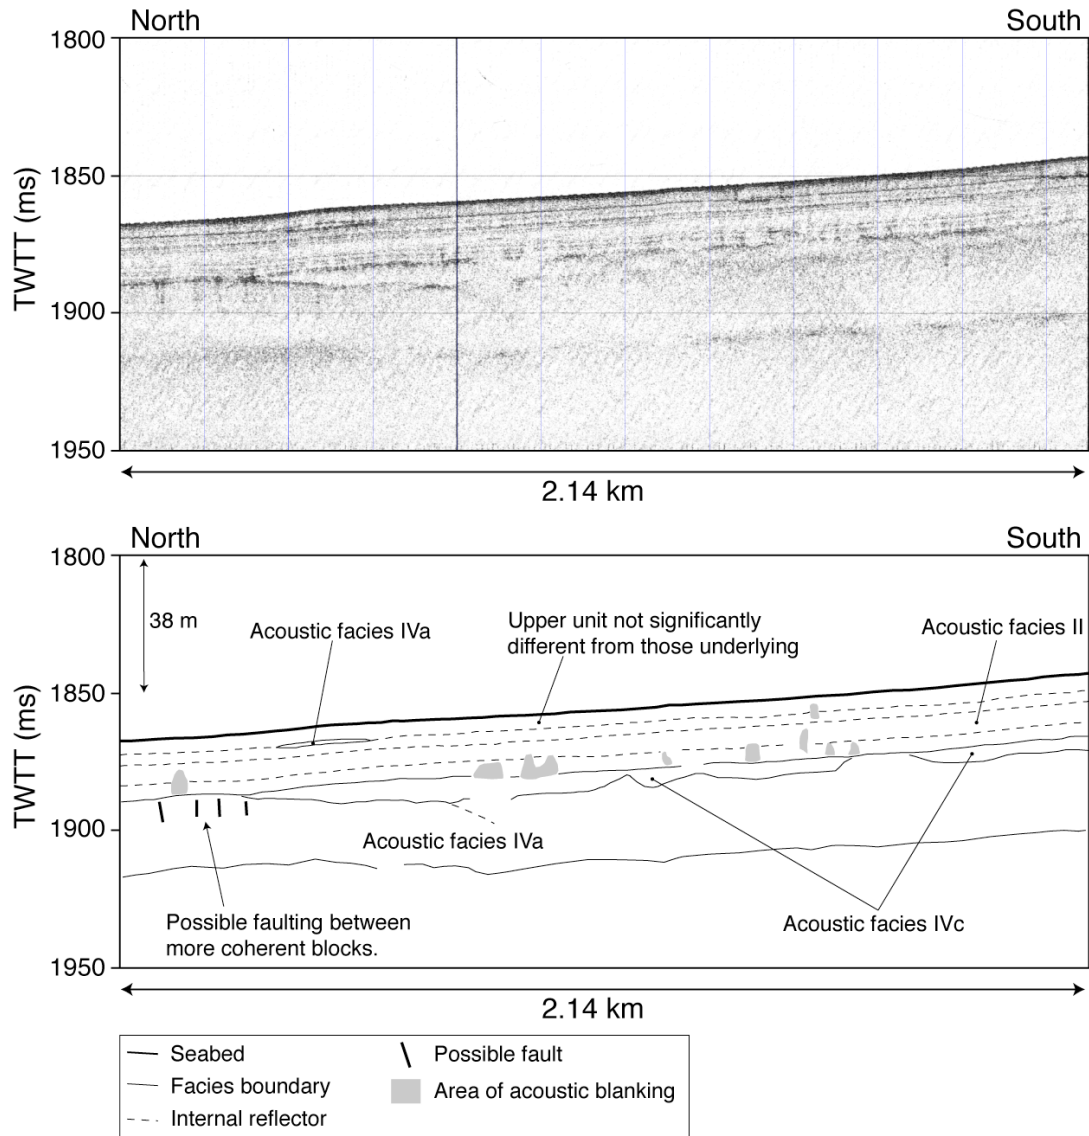 North South
1800
1850
1900
1950
TWTT (ms)
2.14 km
North South
1800
1850
1900
1950
TWTT (ms)
38 m
Acoustic facies IVa
Upper unit not significantly
different from those underlying
Acoustic facies II
Acoustic facies IVa
Possible faulting between
more coherent blocks.
Acoustic facies IVc
2.14 km
Seabed
Facies boundary
Internal reflector
Possible fault
Area of acoustic blanking